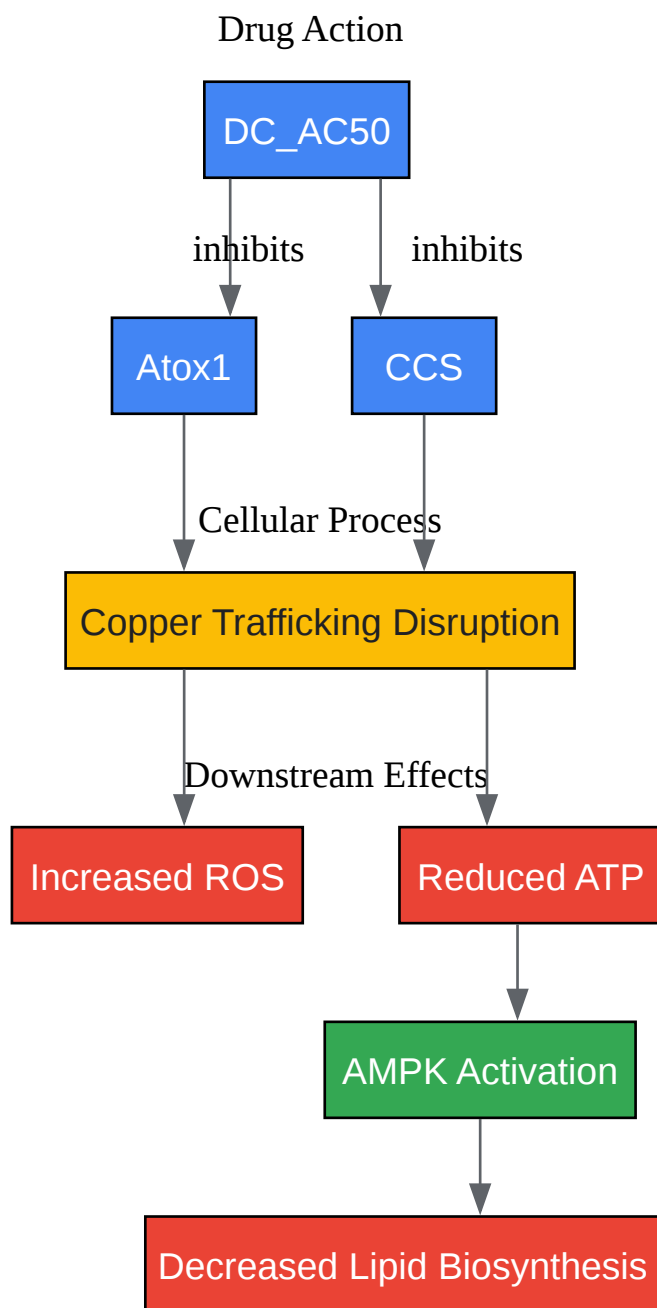 Drug Action
DC_AC50
inhibits
inhibits
Atox1
CCS
Cellular Process
Copper Trafficking Disruption
Downstream Effects
Increased ROS
Reduced ATP
AMPK Activation
Decreased Lipid Biosynthesis